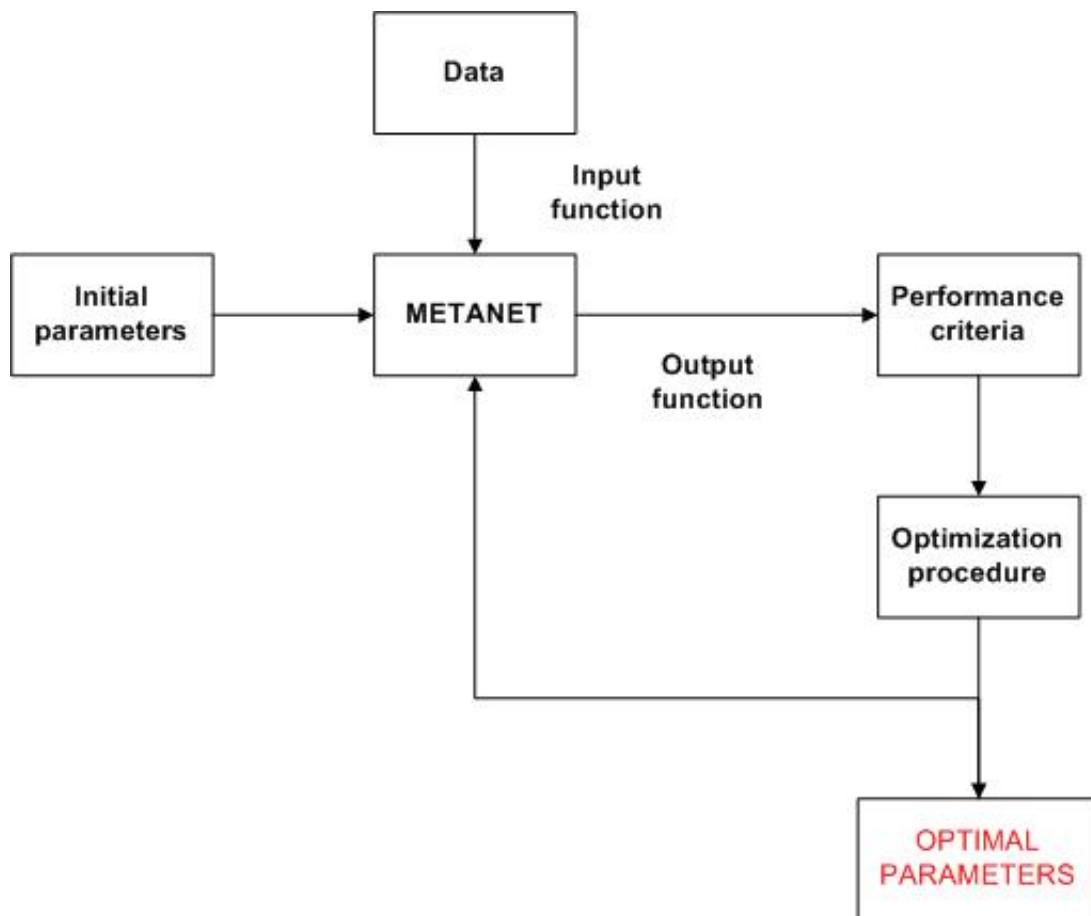 Data
Input
function
Initial
parameters
METANET
Performance
criteria
Output
function
Optimization
procedure
OPTIMAL
PARAMETERS